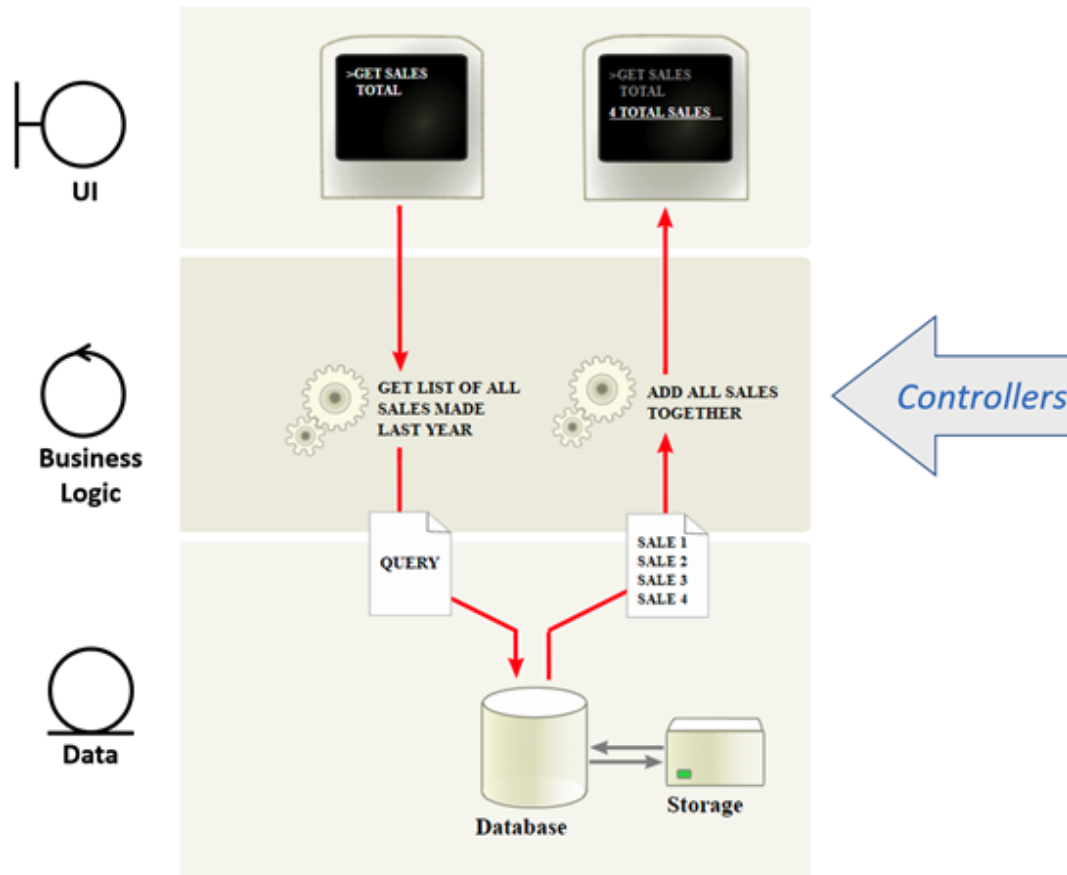 >GET SALES
TOTAL
>GET SALES
TOTAL
4 TOTAL SALES
UI
GET LIST OF ALL
SALES MADE
LAST YEAR
ADD ALL SALES
TOGETHER
Controllers
Business
Logic
QUERY
SALE 1
SALE 2
SALE 3
SALE 4
Data
Database
Storage